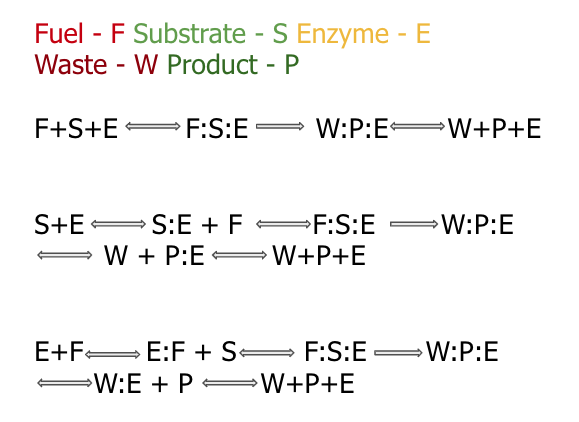 Fuel - F Substrate - S Enzyme - E
Waste - W Product - P
F+S+E ⟺ F:S:E ⟹ W:P:E ⟺ W+P+E
S+E ⟺ S:E + F ⟺ F:S:E ⟹ W:P:E
⟺ W + P:E ⟺ W+P+E
E+F ⟺ E:F + S ⟺ F:S:E ⟹ W:P:E
⟺ W:E + P ⟺ W+P+E